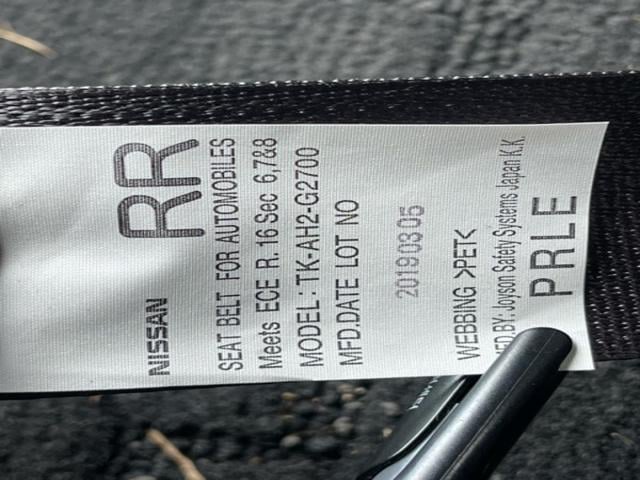 NISSAN RR
SEAT BELT FOR AUTOMOBILES
Meets ECE R. 16 Sec 6,7&8
MODEL: TK-AH2-G2700
MFD.DATE LOT NO
2019 03 05
WEBBING >PET<
MFD.BY: Joyson Safety Systems Japan K.K.
PRLE